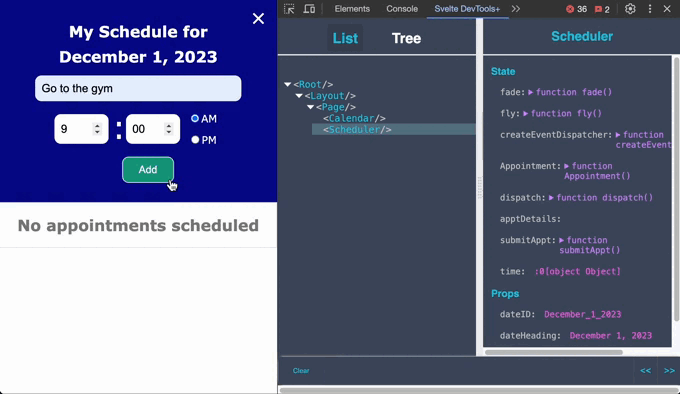 My Schedule for
December 1, 2023
Go to the gym
9 : 00
AM
PM
Add
No appointments scheduled
Elements Console Svelte DevTools+ 36 2
List Tree
<Root/>
<Layout/>
<Page/>
<Calendar/>
<Scheduler/>
Clear
Scheduler
State
fade: function fade()
fly: function fly()
createEventDispatcher: function
createEvent
Appointment: function
Appointment()
dispatch: function dispatch()
apptDetails:
submitAppt: function
submitAppt()
time: :0[object Object]
Props
dateID: December_1_2023
dateHeading: December 1, 2023
<< >>